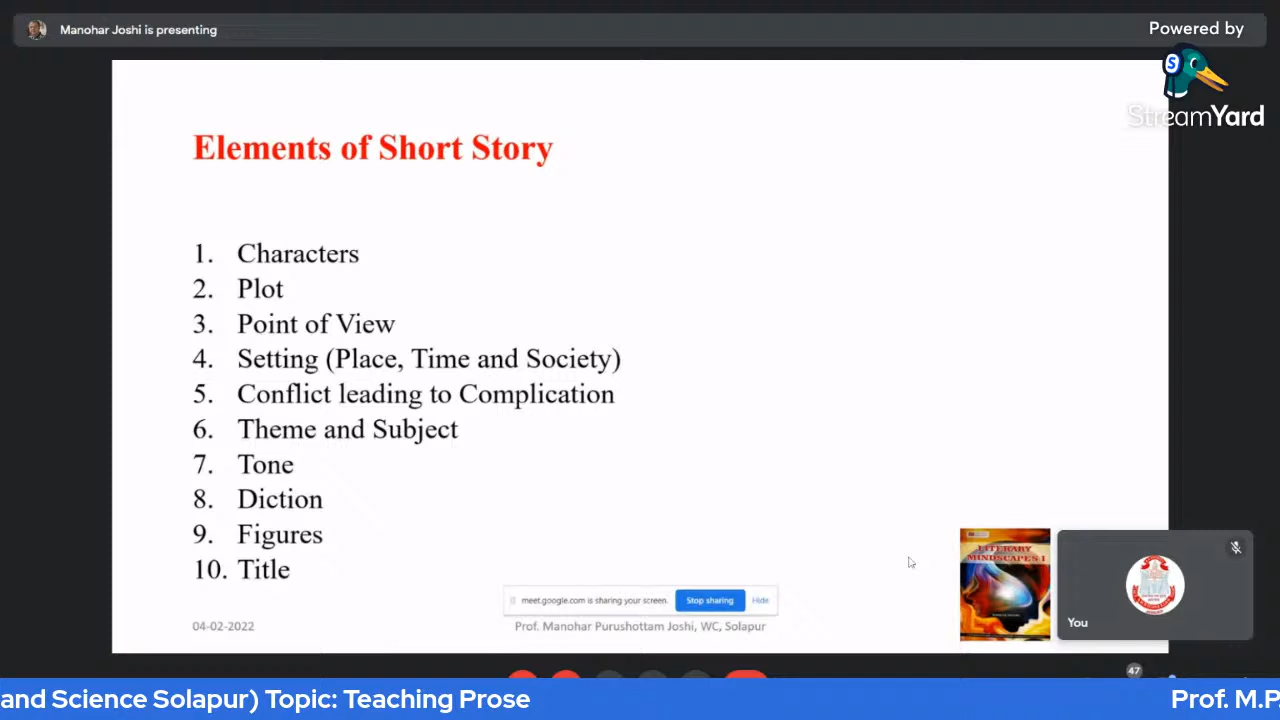 Manohar Joshi is presenting
Powered by
StreamYard
Elements of Short Story
1. Characters
2. Plot
3. Point of View
4. Setting (Place, Time and Society)
5. Conflict leading to Complication
6. Theme and Subject
7. Tone
8. Diction
9. Figures
10. Title
LITERARY
MINDSCAPES I
meet.google.com is sharing your screen. Stop sharing Hide
You
04-02-2022
Prof. Manohar Purushottam Joshi, WC, Solapur
47
and Science Solapur) Topic: Teaching Prose
Prof. M.P.